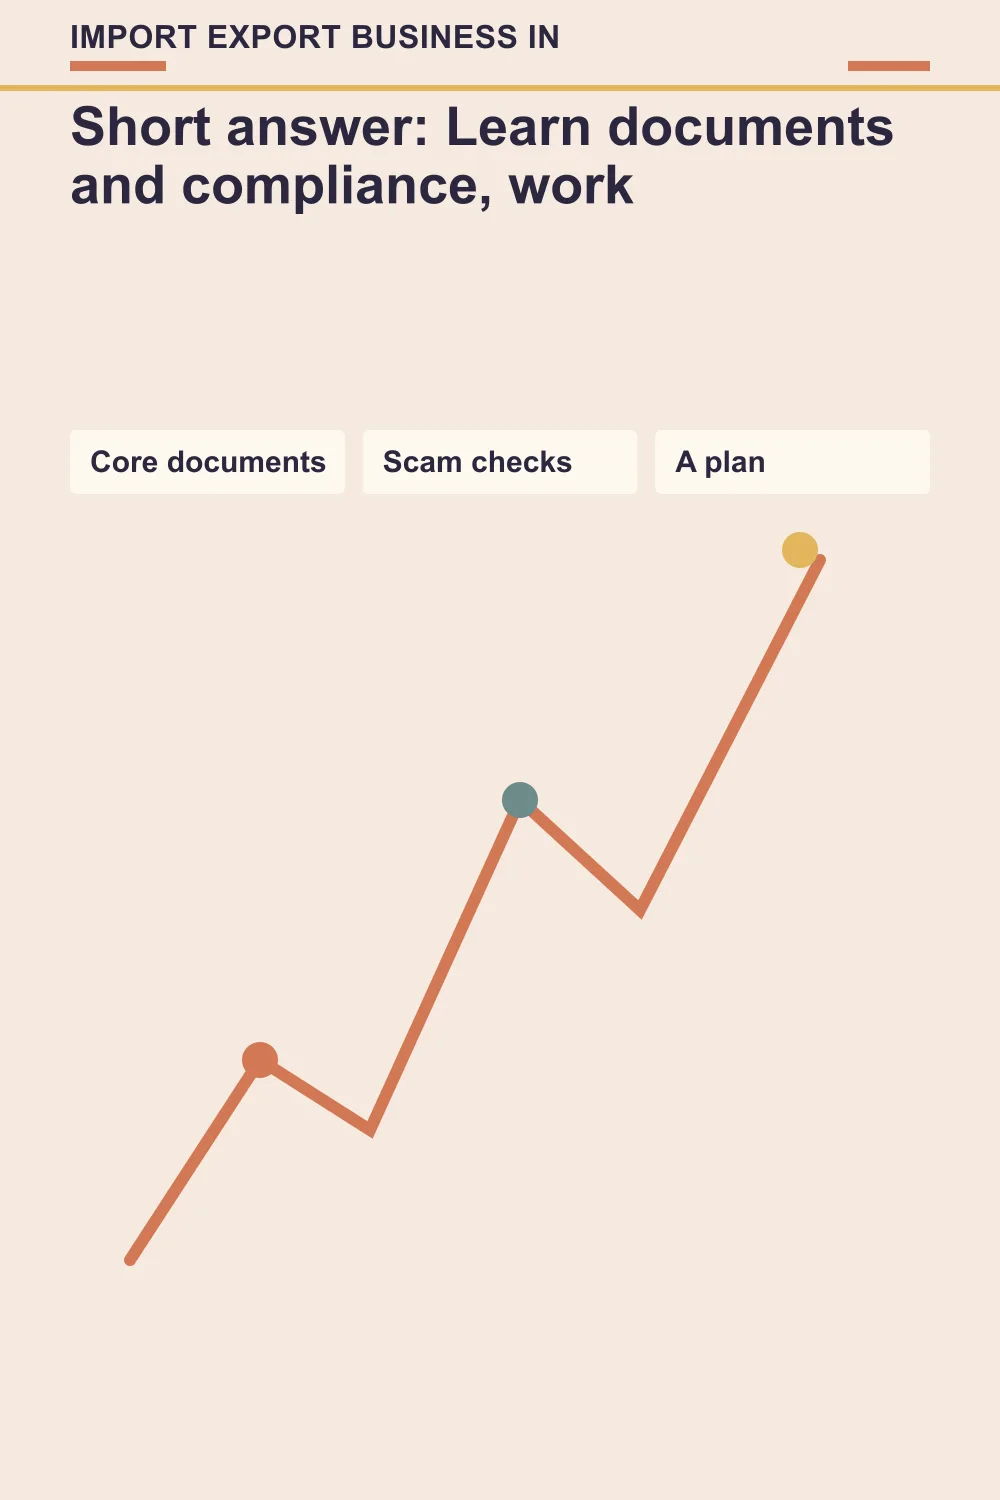 IMPORT EXPORT BUSINESS IN
Short answer: Learn documents
and compliance, work
Core documents
Scam checks
A plan